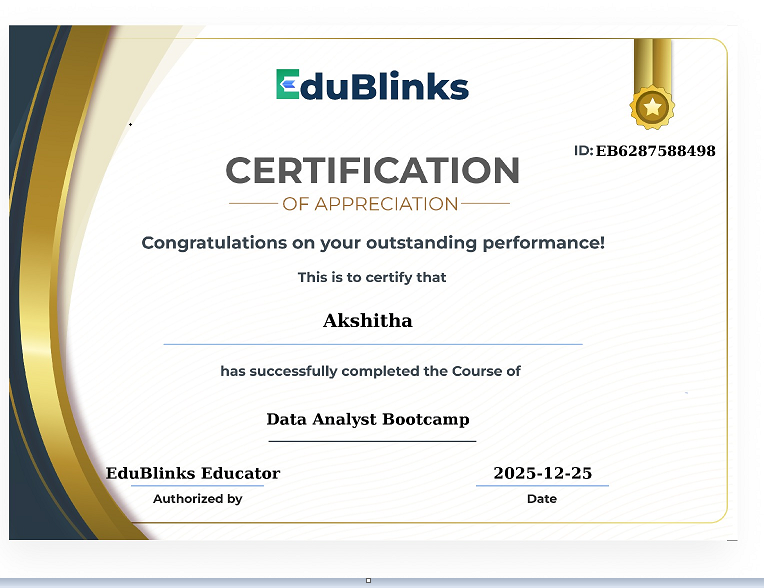 EduBlinks
ID: EB6287588498
CERTIFICATION
OF APPRECIATION
Congratulations on your outstanding performance!
This is to certify that
Akshitha
has successfully completed the Course of
Data Analyst Bootcamp
EduBlinks Educator
2025-12-25
Authorized by
Date